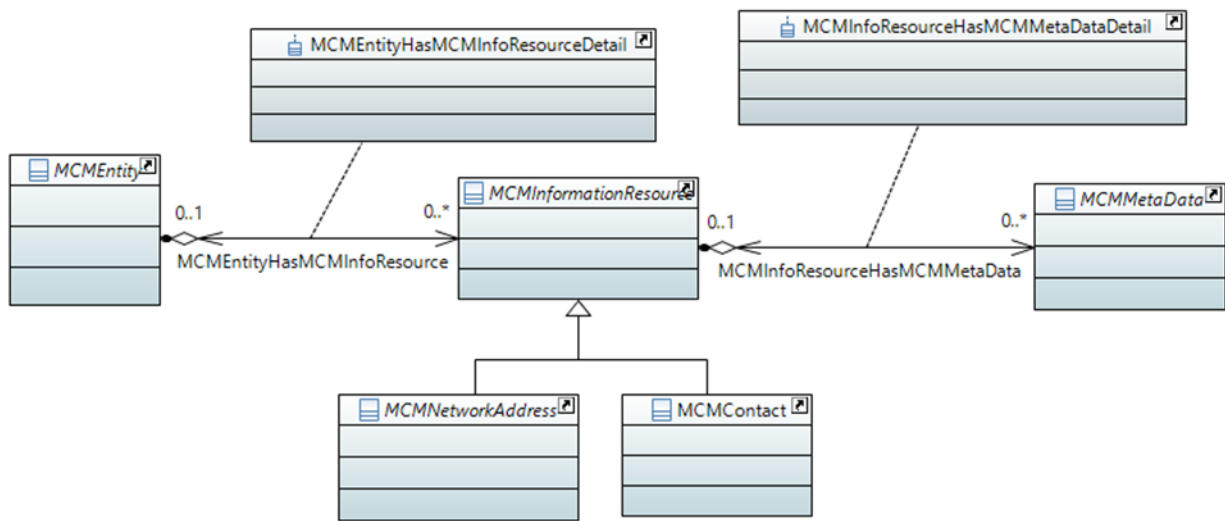 MCMEntityHasMCMInfoResourceDetail
MCMInfoResourceHasMCMMetaDataDetail
MCMEntity
MCMInformationResource
MCMMetaData
0..1
0..*
0..1
0..*
MCMEntityHasMCMInfoResource
MCMInfoResourceHasMCMMetaData
MCMNetworkAddress
MCMContact